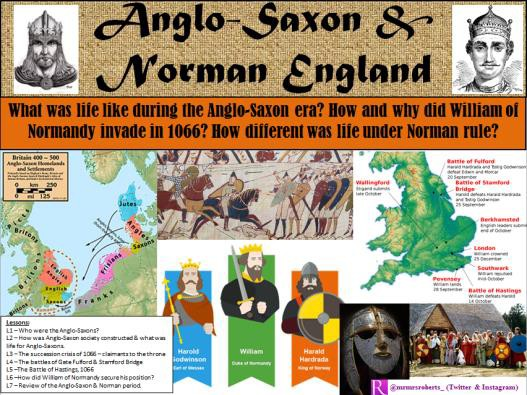 Anglo-Saxon &
Norman England
What was life like during the Anglo-Saxon era? How and why did William of
Normandy invade in 1066? How different was life under Norman rule?
Britain 400 – 500
Anglo-Saxon Homelands
and Settlements
0 km 250
0 mi 125
Jutes
Angles
Saxons
Frisians
Franks
Britons
Britons
English
Saxons
Harold
Godwinson
Earl of Wessex
William
Duke of Normandy
Harald
Hardrada
King of Norway
Battle of Fulford
Harald Hardrada and Tostig Godwinson
defeat Edwin and Morcar
20 September
Battle of Stamford
Bridge
Harold defeats Harald Hardrada
and Tostig Godwinson
25 September
Wallingford
England submits
late October
Berkhamsted
English leaders submit
end of October
London
William crowned
25 December
Southwark
William repulsed
mid-October
Pevensey
William lands
28 September
Battle of Hastings
William defeats Harold
14 October
Lessons:
L1 – Who were the Anglo-Saxons?
L2 – How was Anglo-Saxon society constructed & what was
life for Anglo-Saxons.
L3 – The succession crisis of 1066 – claimants to the throne
L4 – The battles of Gate Fulford & Stamford Bridge
L5 – The Battle of Hastings, 1066
L6 – How did William of Normandy secure his position?
L7 – Review of the Anglo-Saxon & Norman period.
R @mrmrsroberts_ (Twitter & Instagram)